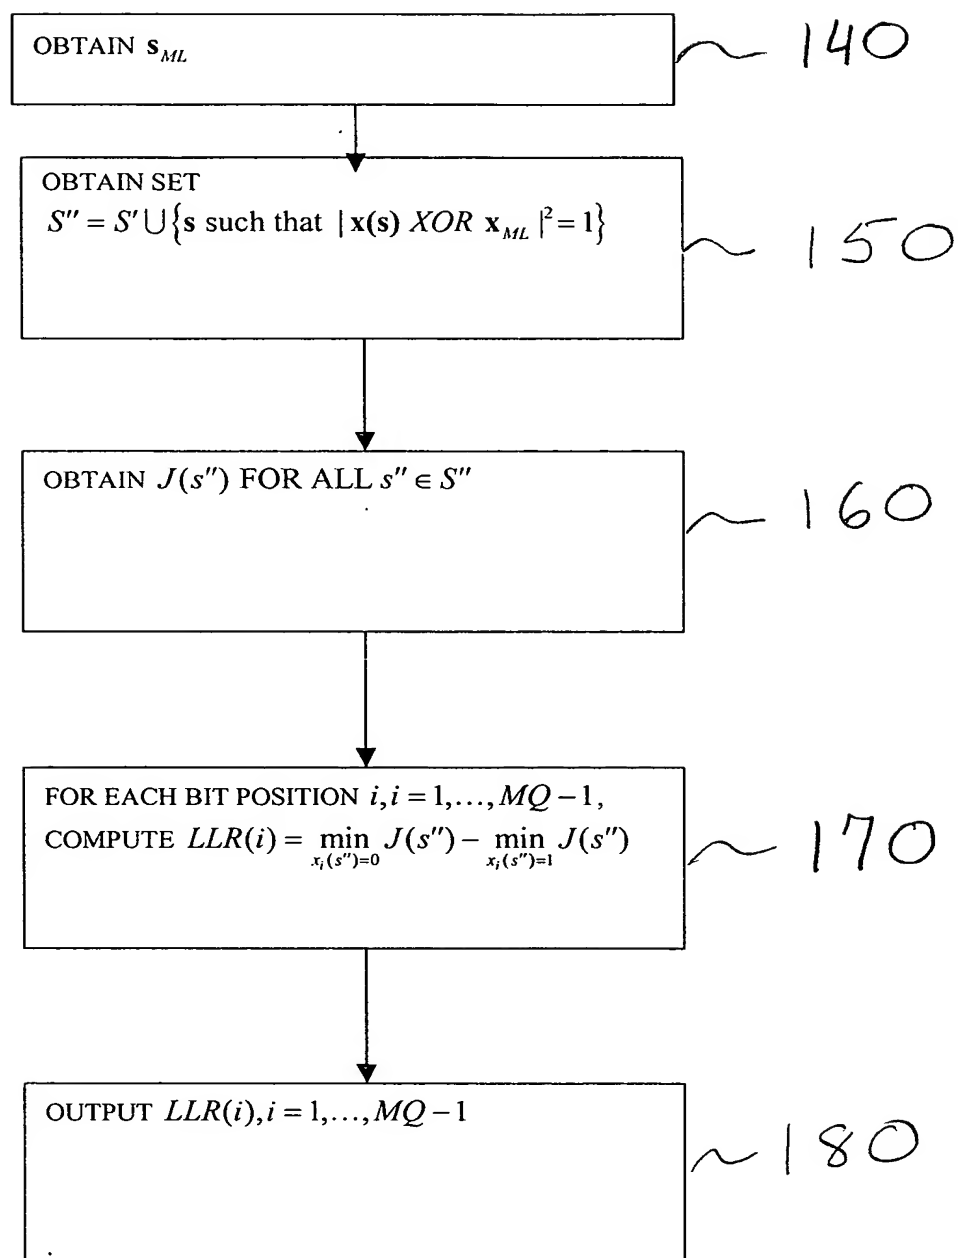 OBTAIN s_ML
140
OBTAIN SET
S″ = S′ ∪ {s such that | x(s) XOR x_ML |² = 1}
150
OBTAIN J(s″) FOR ALL s″ ∈ S″
160
FOR EACH BIT POSITION i, i = 1,…, MQ − 1,
COMPUTE LLR(i) = min_{x_i(s″)=0} J(s″) − min_{x_i(s″)=1} J(s″)
170
OUTPUT LLR(i), i = 1,…, MQ − 1
180